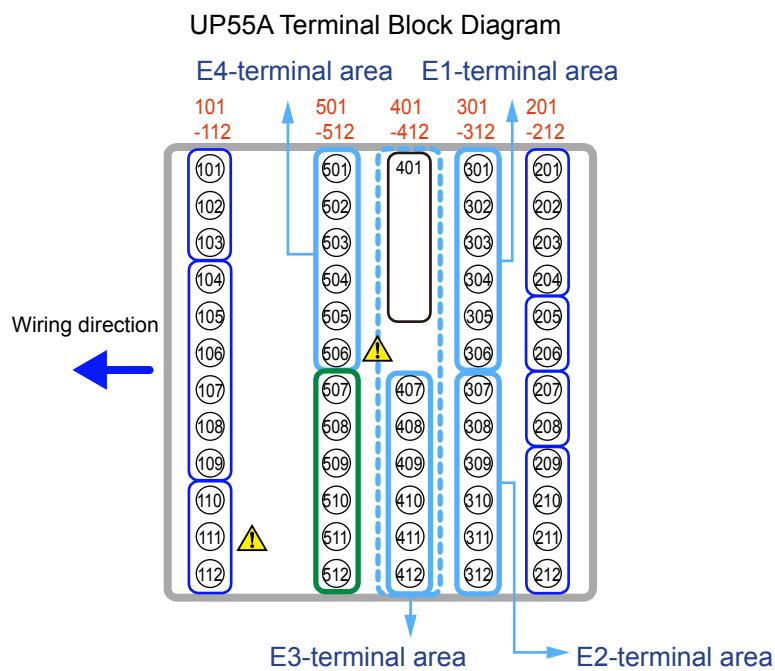 UP55A Terminal Block Diagram
E4-terminal area E1-terminal area
101 501 401 301 201
-112 -512 -412 -312 -212
101 501 401 301 201
102 502 302 202
103 503 303 203
104 504 304 204
Wiring direction 105 505 305 205
106 506 306 206
107 507 407 307 207
108 508 408 308 208
109 509 409 309 209
110 510 410 310 210
111 511 411 311 211
112 512 412 312 212
E3-terminal area E2-terminal area